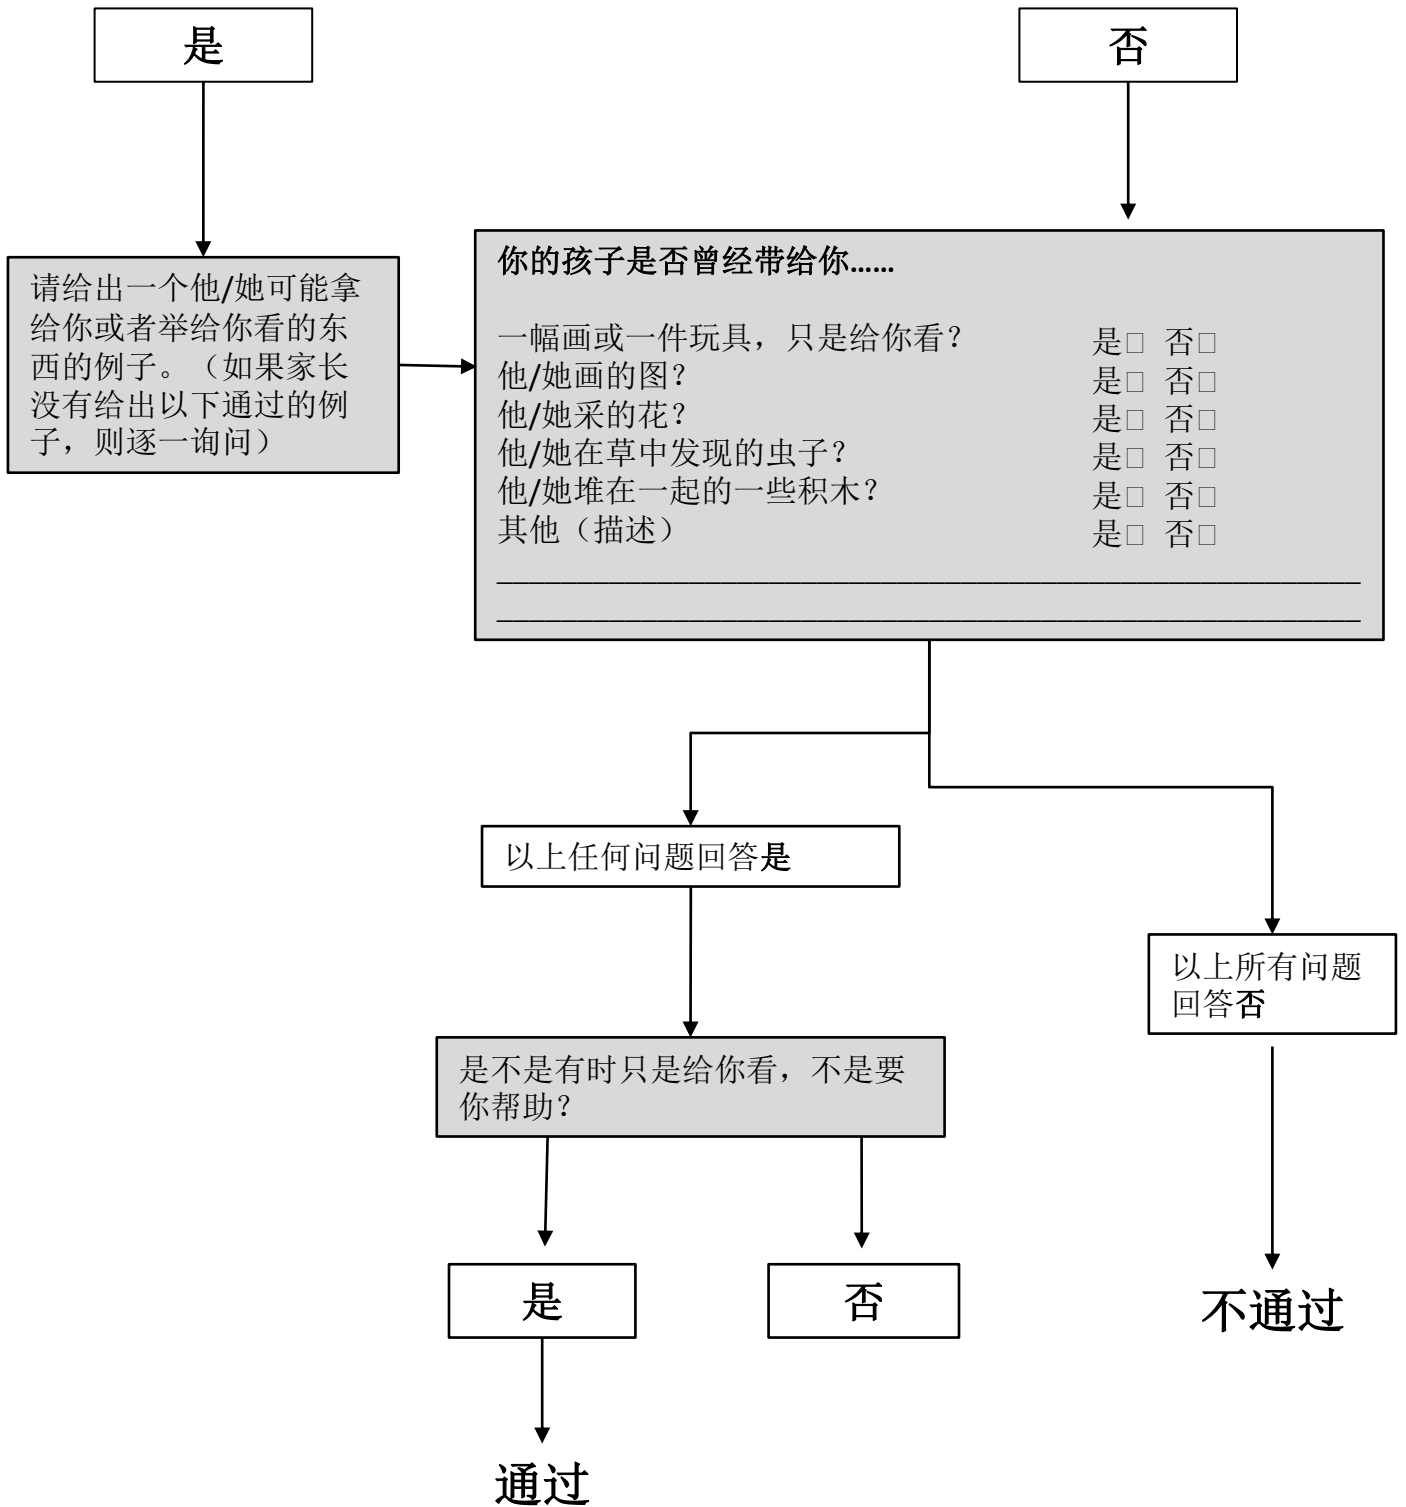 是
否
请给出一个他/她可能拿
给你或者举给你看的东
西的例子。（如果家长
没有给出以下通过的例
子，则逐一询问）
你的孩子是否曾经带给你……
一幅画或一件玩具，只是给你看？ 是□ 否□
他/她画的图？ 是□ 否□
他/她采的花？ 是□ 否□
他/她在草中发现的虫子？ 是□ 否□
他/她堆在一起的一些积木？ 是□ 否□
其他（描述） 是□ 否□
以上任何问题回答是
以上所有问题
回答否
是不是有时只是给你看，不是要
你帮助？
是
否
不通过
通过